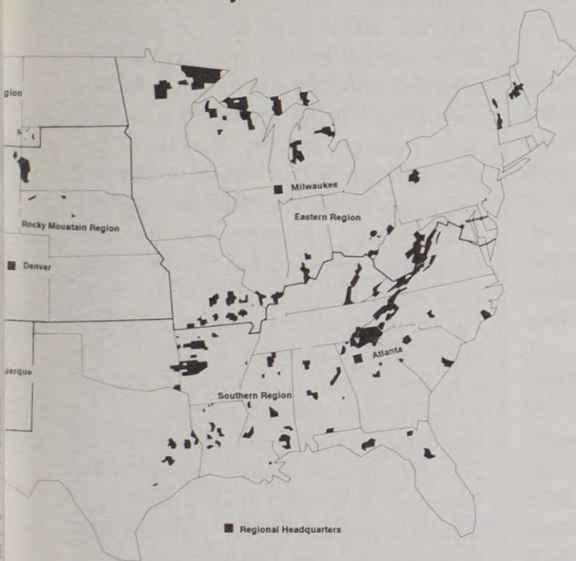 gion
Milwaukee
Eastern Region
Rocky Mountain Region
Denver
uerque
Atlanta
Southern Region
Regional Headquarters